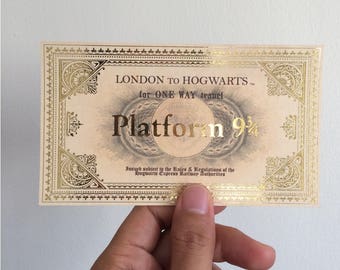 LONDON TO HOGWARTS
for ONE WAY travel
Platform 9¾
Issued subject to the Rules & Regulations of the
Hogwarts Express Railway Authorities